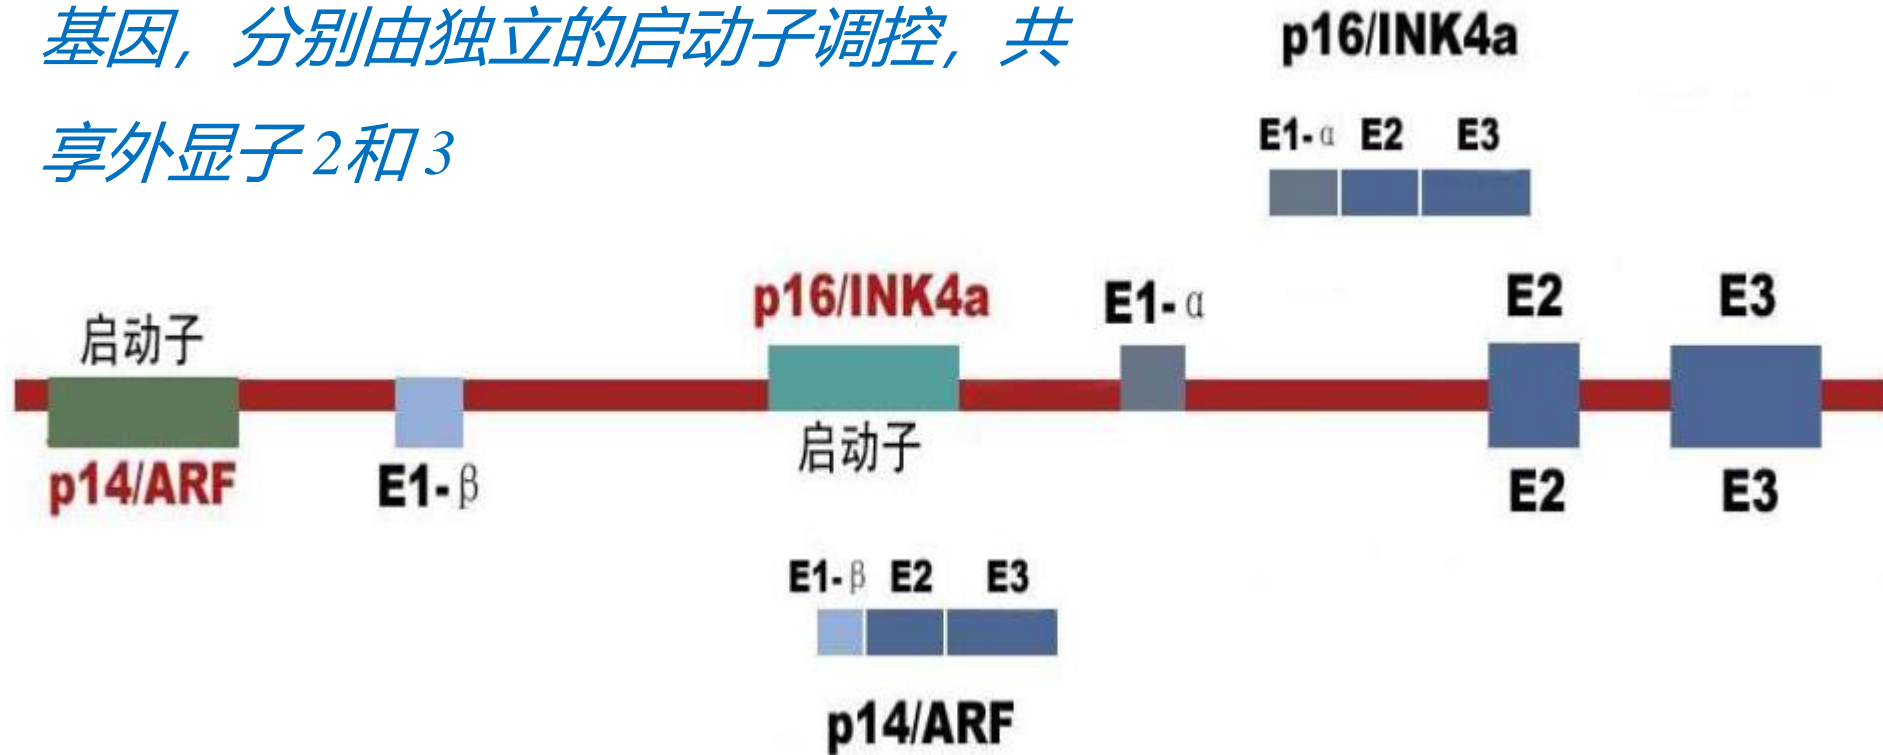 基因，分别由独立的启动子调控，共
享外显子2和3
p16/INK4a
E1-α E2 E3
启动子
p16/INK4a
E1-α
E2
E3
p14/ARF
E1-β
启动子
E2
E3
E1-β E2 E3
p14/ARF